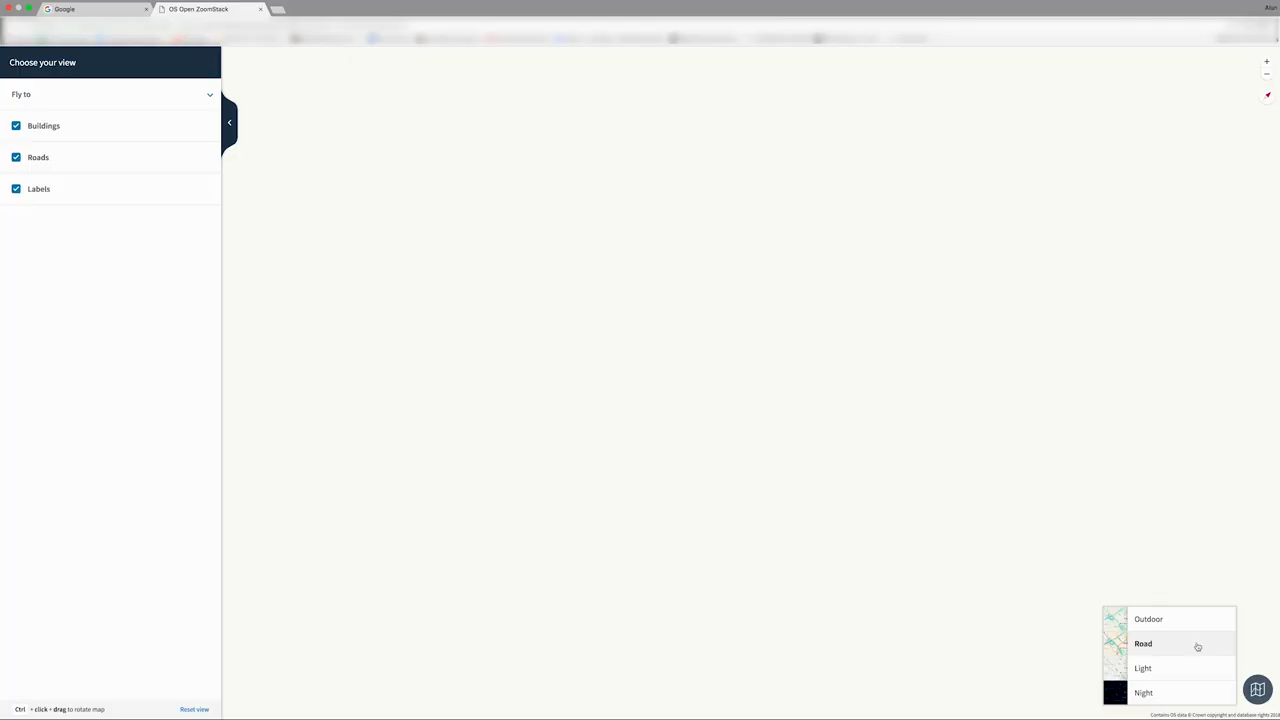 Google
OS Open ZoomStack
Alun
Choose your view
Fly to
Buildings
Roads
Labels
Outdoor
Road
Light
Night
Ctrl + click + drag to rotate map
Reset view
Contains OS data © Crown copyright and database rights 2018